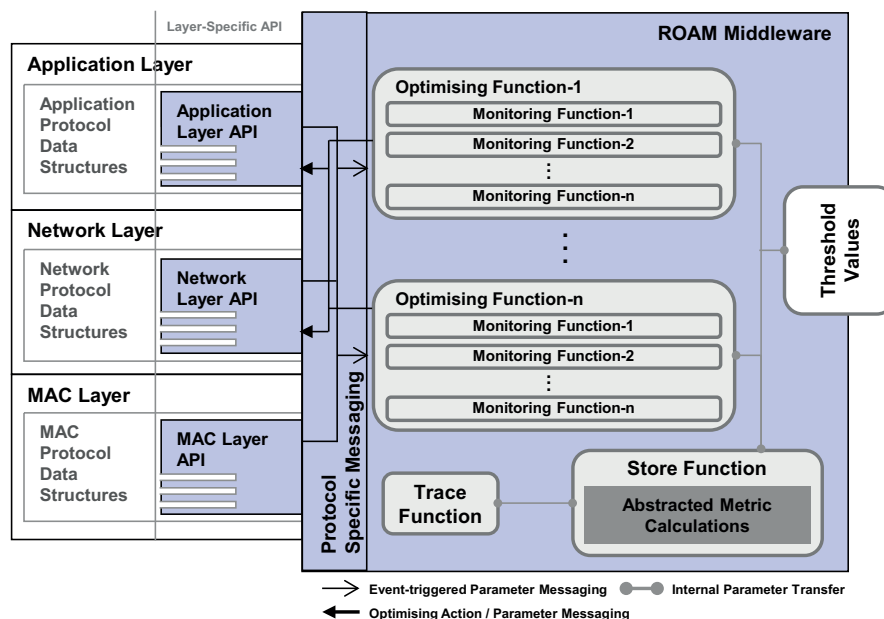 Layer-Specific API
ROAM Middleware
Application Layer
Application
Protocol
Data
Structures
Application
Layer API
Network Layer
Network
Protocol
Data
Structures
Network
Layer API
MAC Layer
MAC
Protocol
Data
Structures
MAC Layer
API
Protocol
Specific Messaging
Optimising Function-1
Monitoring Function-1
Monitoring Function-2
Monitoring Function-n
Optimising Function-n
Monitoring Function-1
Monitoring Function-2
Monitoring Function-n
Threshold
Values
Trace
Function
Store Function
Abstracted Metric
Calculations
Event-triggered Parameter Messaging
Internal Parameter Transfer
Optimising Action / Parameter Messaging